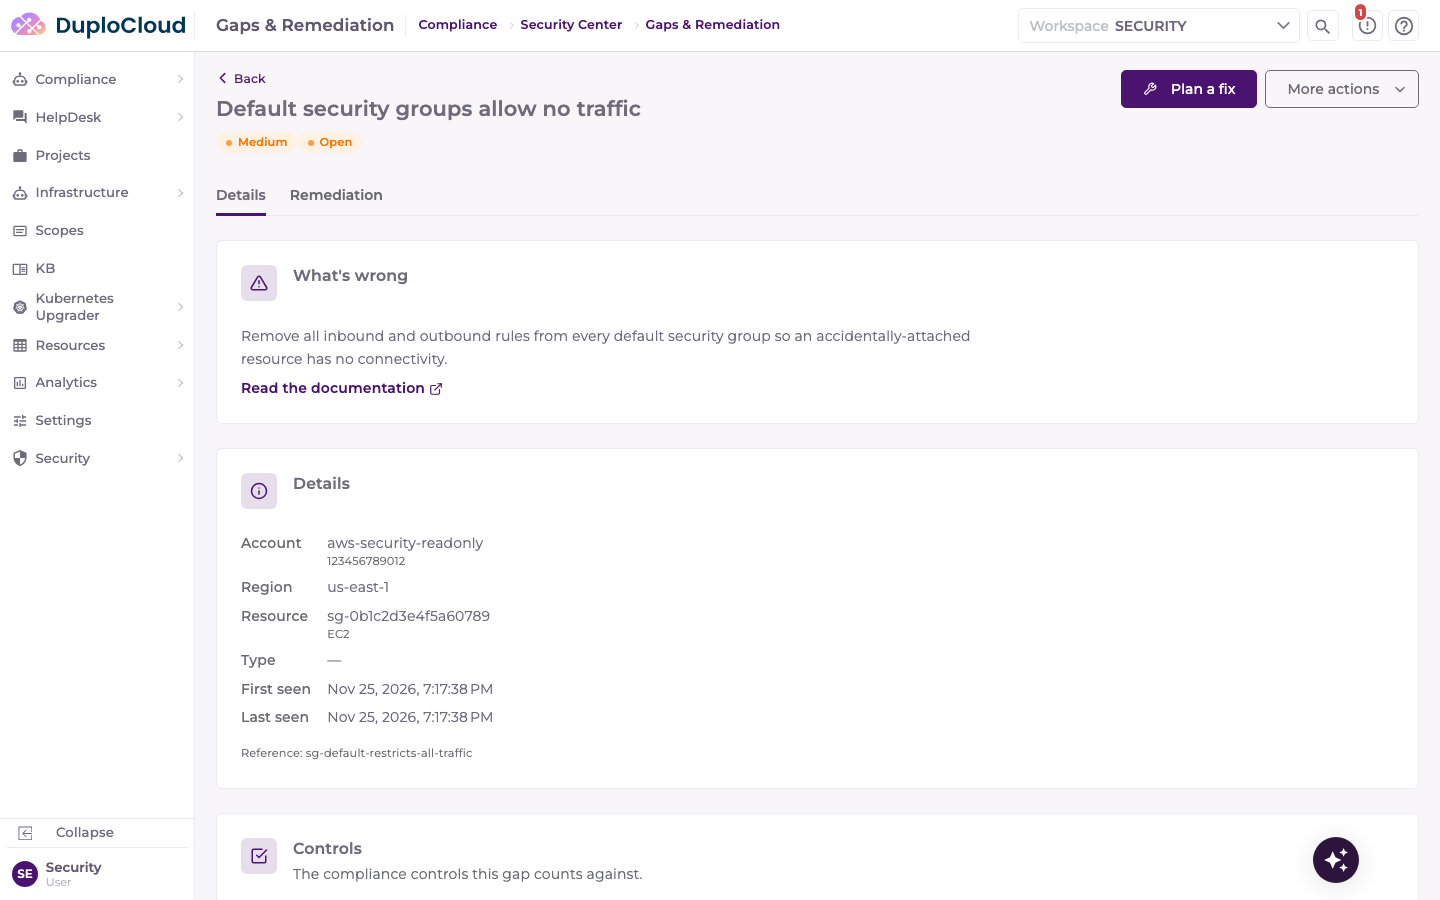 DuploCloud
Gaps & Remediation
Compliance
Security Center
Gaps & Remediation
Workspace SECURITY
1
Compliance
HelpDesk
Projects
Infrastructure
Scopes
KB
Kubernetes
Upgrader
Resources
Analytics
Settings
Security
Collapse
SE
Security
User
Back
Default security groups allow no traffic
Medium
Open
Plan a fix
More actions
Details
Remediation
What's wrong
Remove all inbound and outbound rules from every default security group so an accidentally-attached
resource has no connectivity.
Read the documentation
Details
Account
aws-security-readonly
123456789012
Region
us-east-1
Resource
sg-0b1c2d3e4f5a60789
EC2
Type
—
First seen
Nov 25, 2026, 7:17:38 PM
Last seen
Nov 25, 2026, 7:17:38 PM
Reference: sg-default-restricts-all-traffic
Controls
The compliance controls this gap counts against.